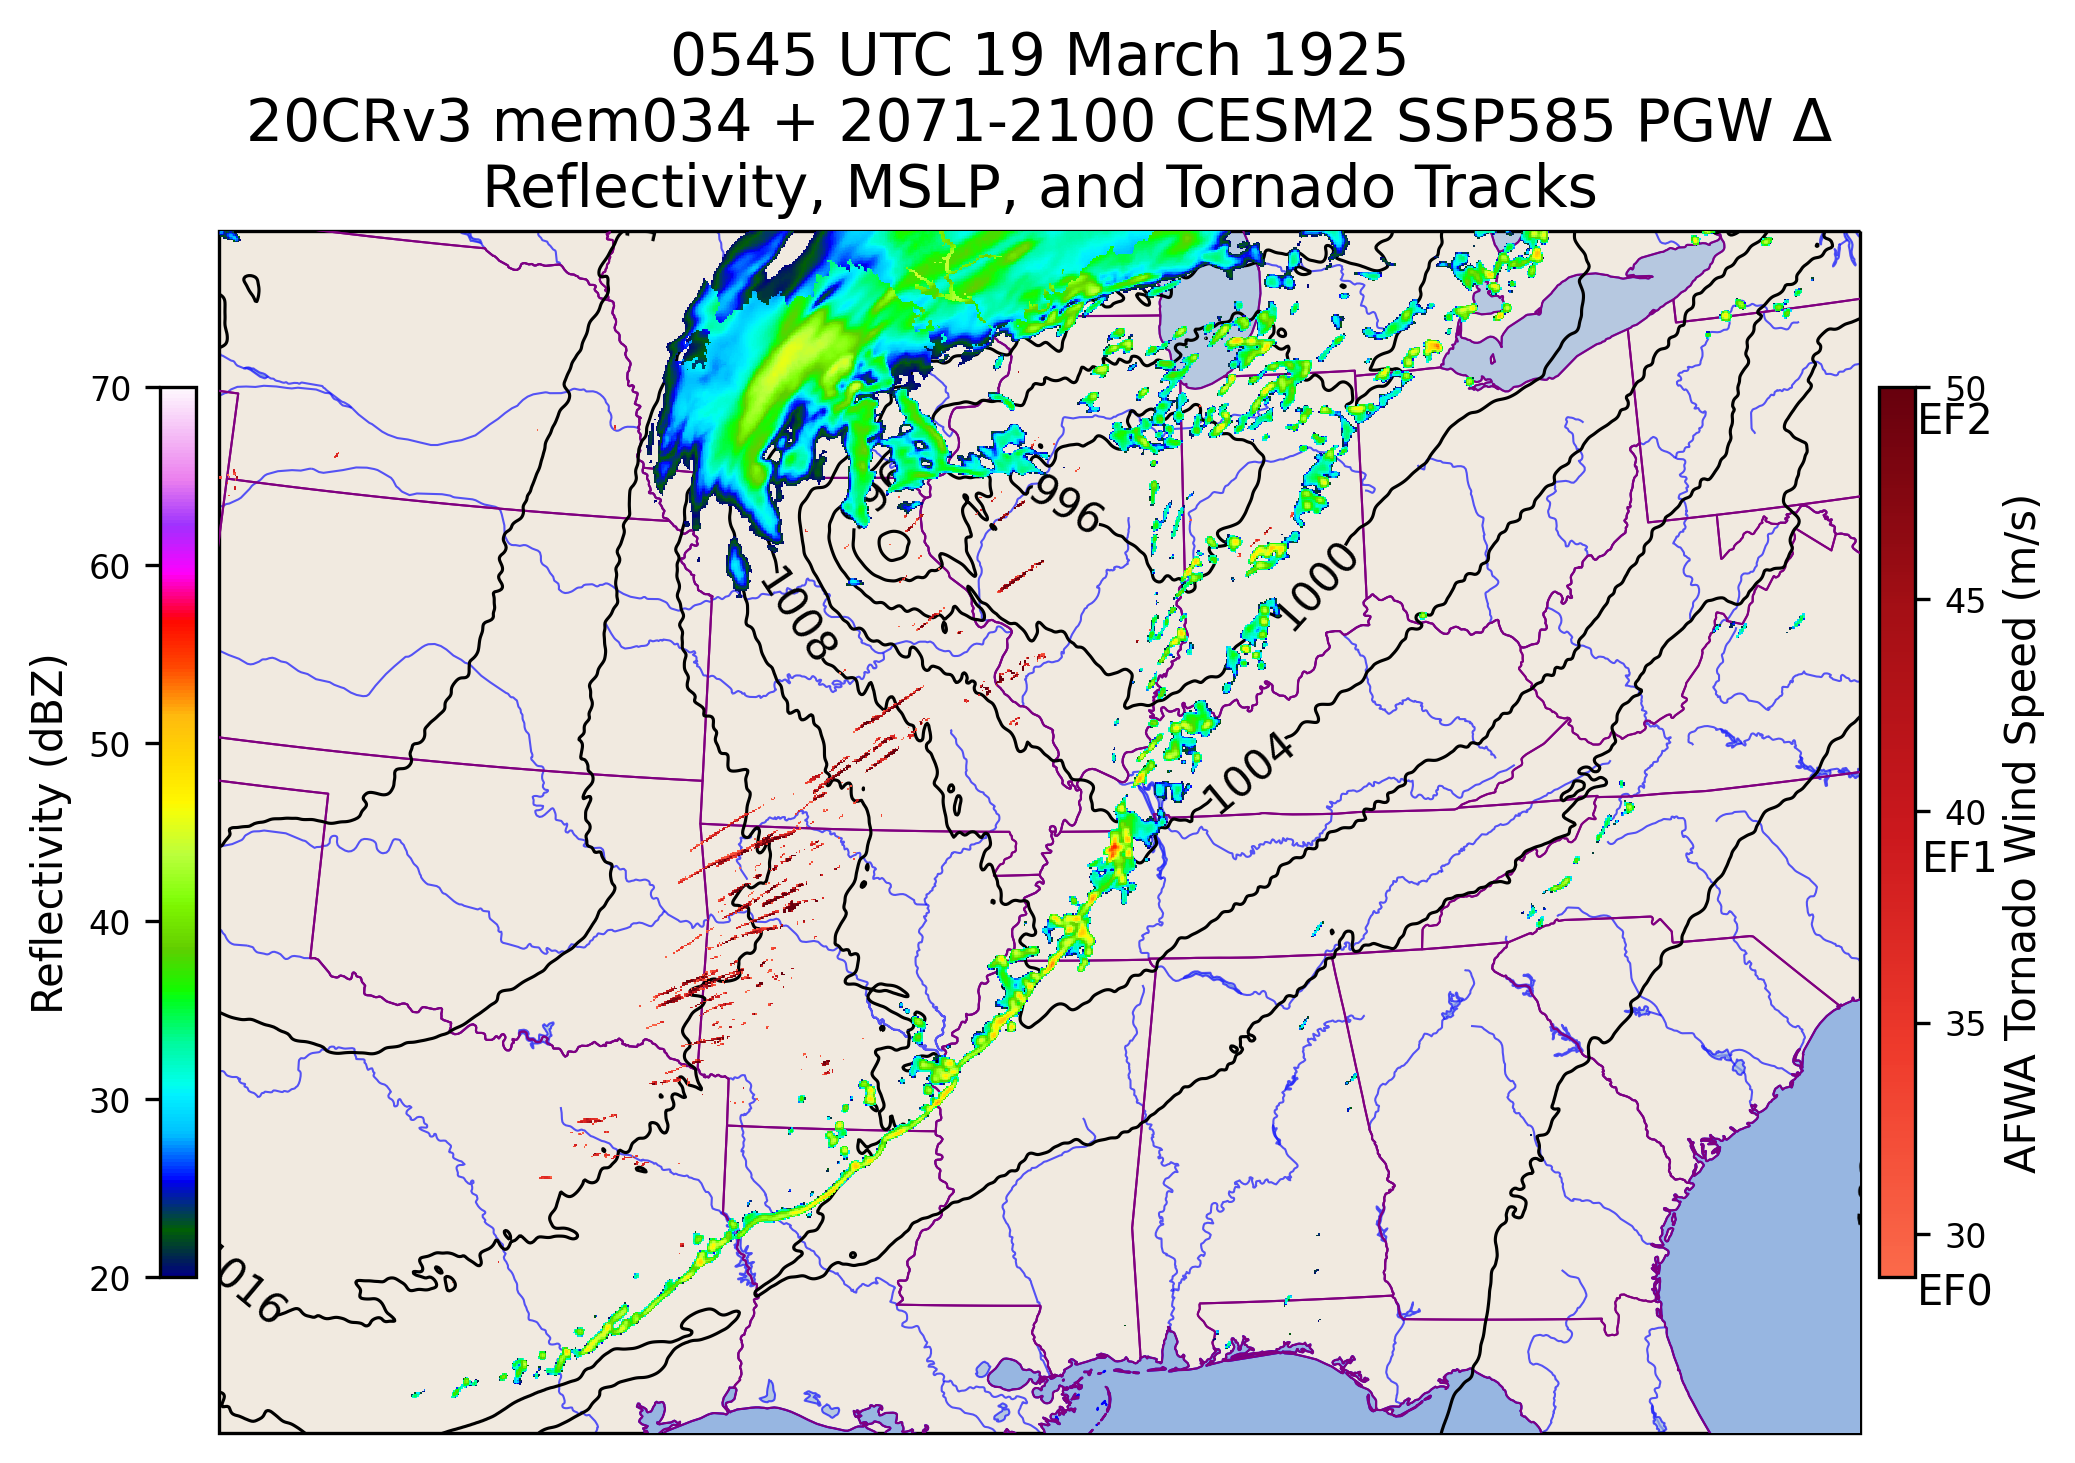 0545 UTC 19 March 1925
20CRv3 mem034 + 2071-2100 CESM2 SSP585 PGW Δ
Reflectivity, MSLP, and Tornado Tracks
Reflectivity (dBZ)
70
60
50
40
30
20
996
1008
1000
1004
016
50
EF2
45
40
EF1
35
30
EF0
AFWA Tornado Wind Speed (m/s)